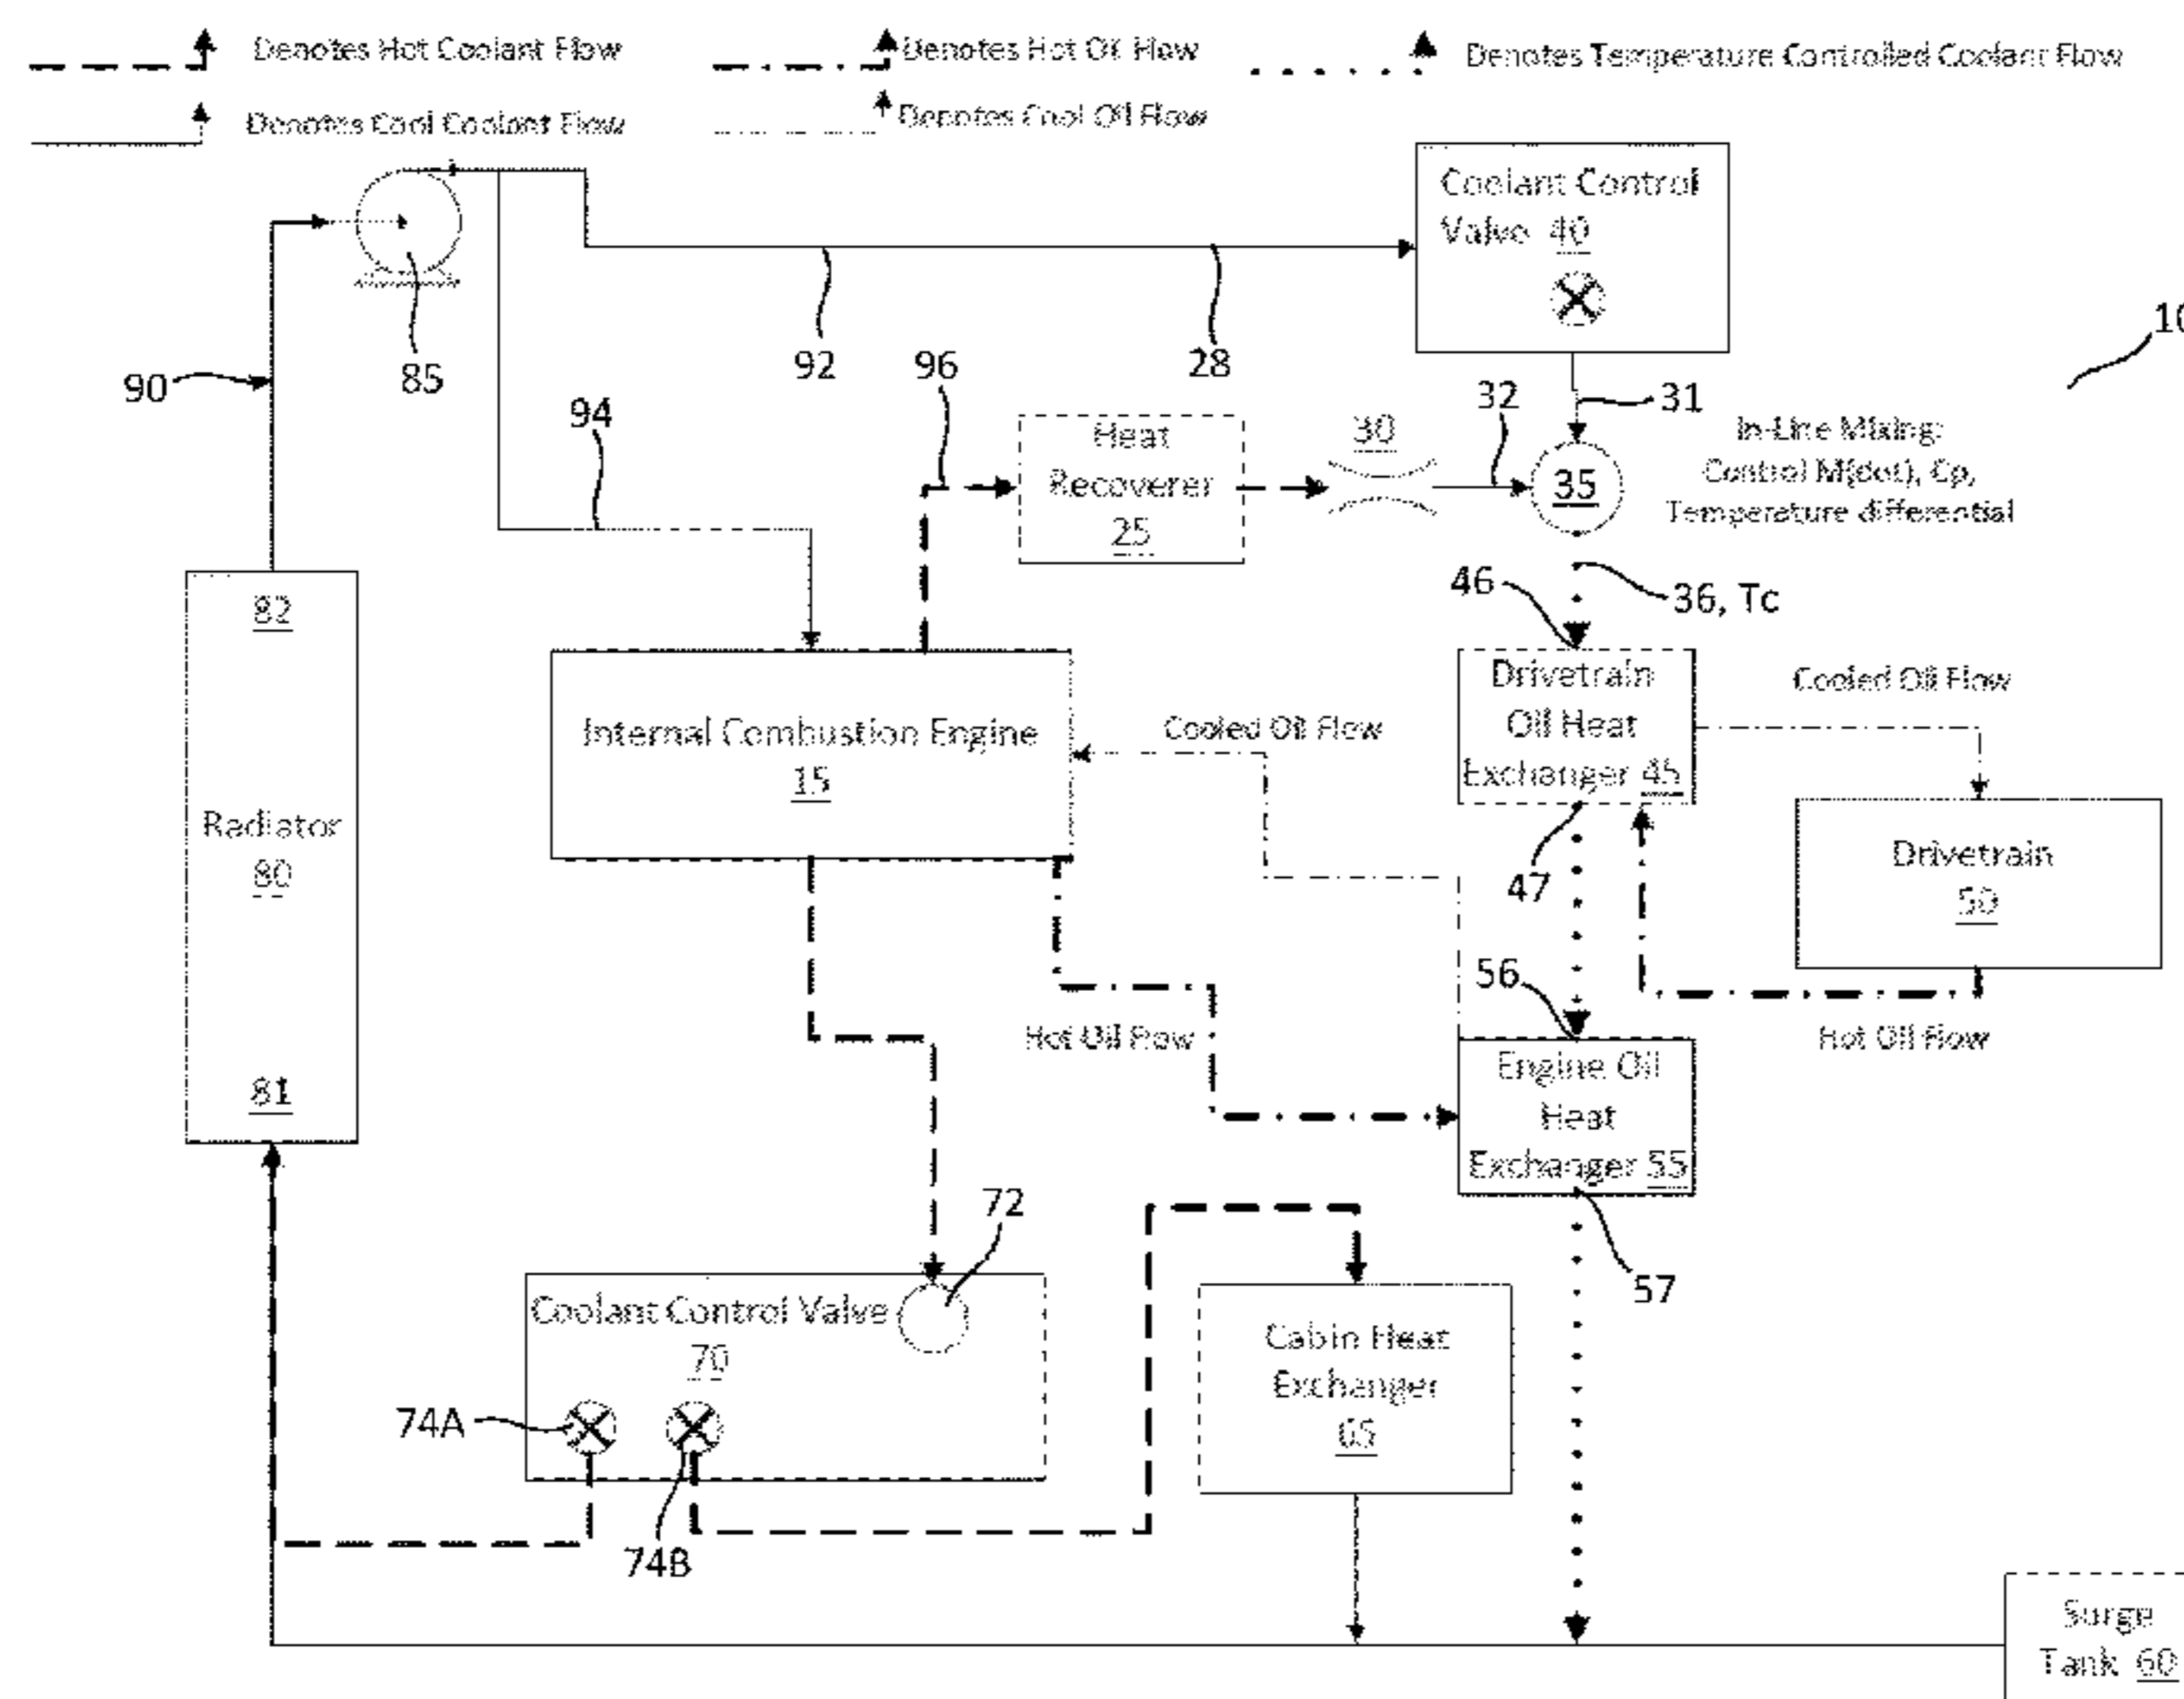 Denotes Hot Coolant Flow
Denotes Hot Oil Flow
Denotes Temperature Controlled Coolant Flow
Denotes Cool Coolant Flow
Denotes Cool Oil Flow
Coolant Control
Valve 40
10
85
92
28
90
96
32
31
94
Heat
Recoverer
25
30
35
In-Line Mixing:
Control M(dot), Cp,
Temperature differential
46
36, Tc
82
Radiator
80
81
Internal Combustion Engine
15
Cooled Oil Flow
Drivetrain
Oil Heat
Exchanger 45
Cooled Oil Flow
47
Drivetrain
50
56
Hot Oil Flow
Hot Oil Flow
Engine Oil
Heat
Exchanger 55
57
72
Coolant Control Valve
70
74A
74B
Cabin Heat
Exchanger
65
Surge
Tank 60